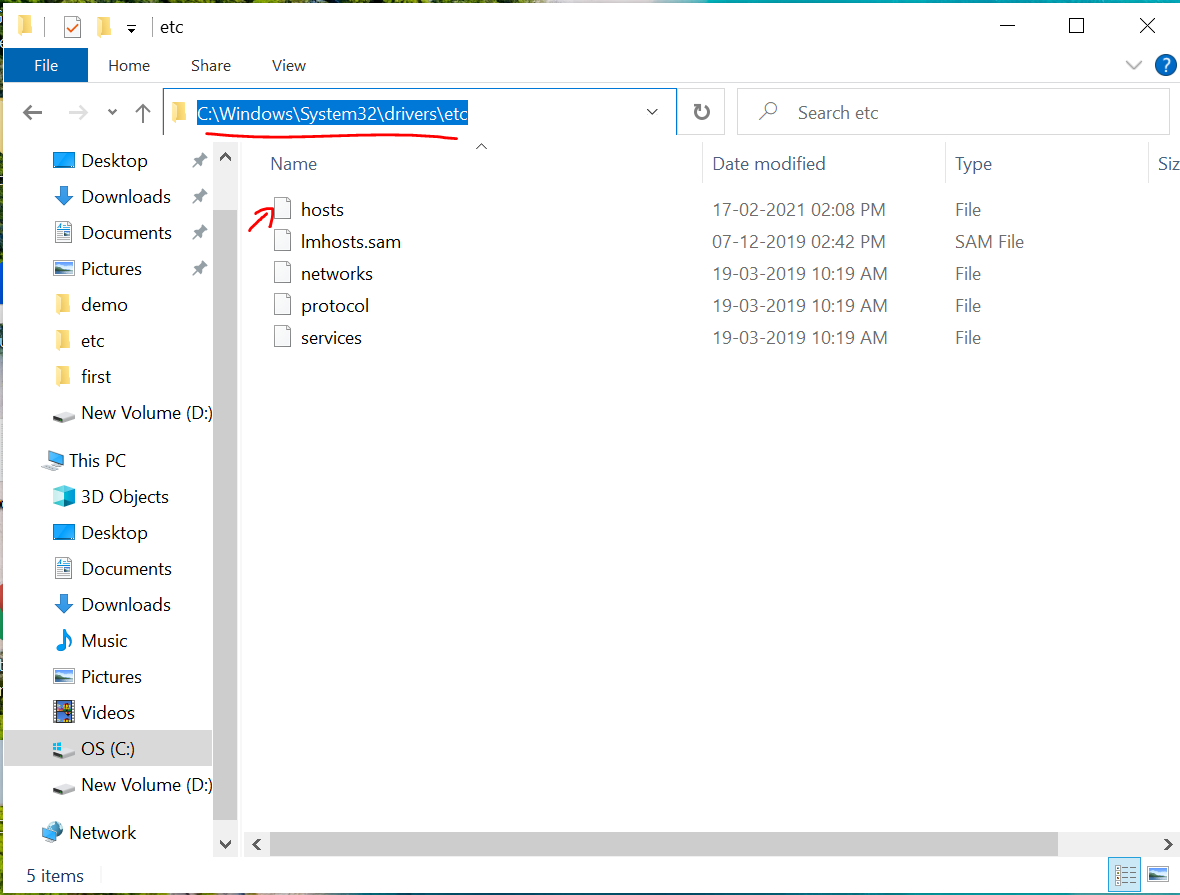 etc
File Home Share View ?
C:\Windows\System32\drivers\etc Search etc
Desktop
Downloads
Documents
Pictures
demo
etc
first
New Volume (D:)
This PC
3D Objects
Desktop
Documents
Downloads
Music
Pictures
Videos
OS (C:)
New Volume (D:)
Network
Name Date modified Type Siz
hosts 17-02-2021 02:08 PM File
lmhosts.sam 07-12-2019 02:42 PM SAM File
networks 19-03-2019 10:19 AM File
protocol 19-03-2019 10:19 AM File
services 19-03-2019 10:19 AM File
5 items